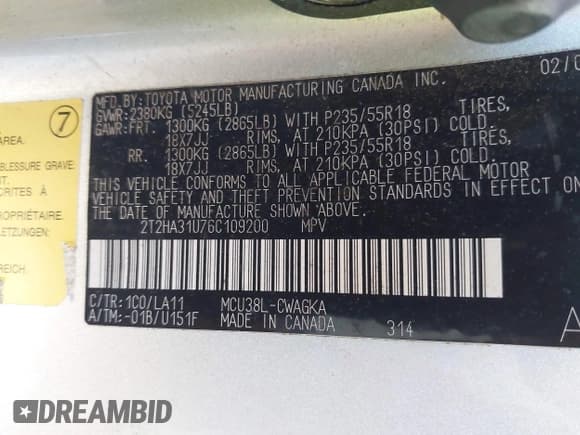 MFD. BY: TOYOTA MOTOR MANUFACTURING CANADA INC. 02/0
GVWR: 2380KG (5245LB)
GAWR: FRT. 1300KG (2865LB) WITH P235/55R18 TIRES,
18X7JJ RIMS, AT 210KPA (30PSI) COLD.
RR. 1300KG (2865LB) WITH P235/55R18 TIRES,
18X7JJ RIMS, AT 210KPA (30PSI) COLD.
THIS VEHICLE CONFORMS TO ALL APPLICABLE FEDERAL MOTOR
VEHICLE SAFETY AND THEFT PREVENTION STANDARDS IN EFFECT ON
THE DATE OF MANUFACTURE SHOWN ABOVE.
2T2HA31U76C109200 MPV
C/TR: 1C0/LA11 MCU38L-CWAGKA
A/TM: -01B/U151F MADE IN CANADA 314
A
7
AREA.
BLESSURE GRAVE
T.
CRITES À
PROPRIÉTAIRE
LETZUNGEN:
REICH
DREAMBID